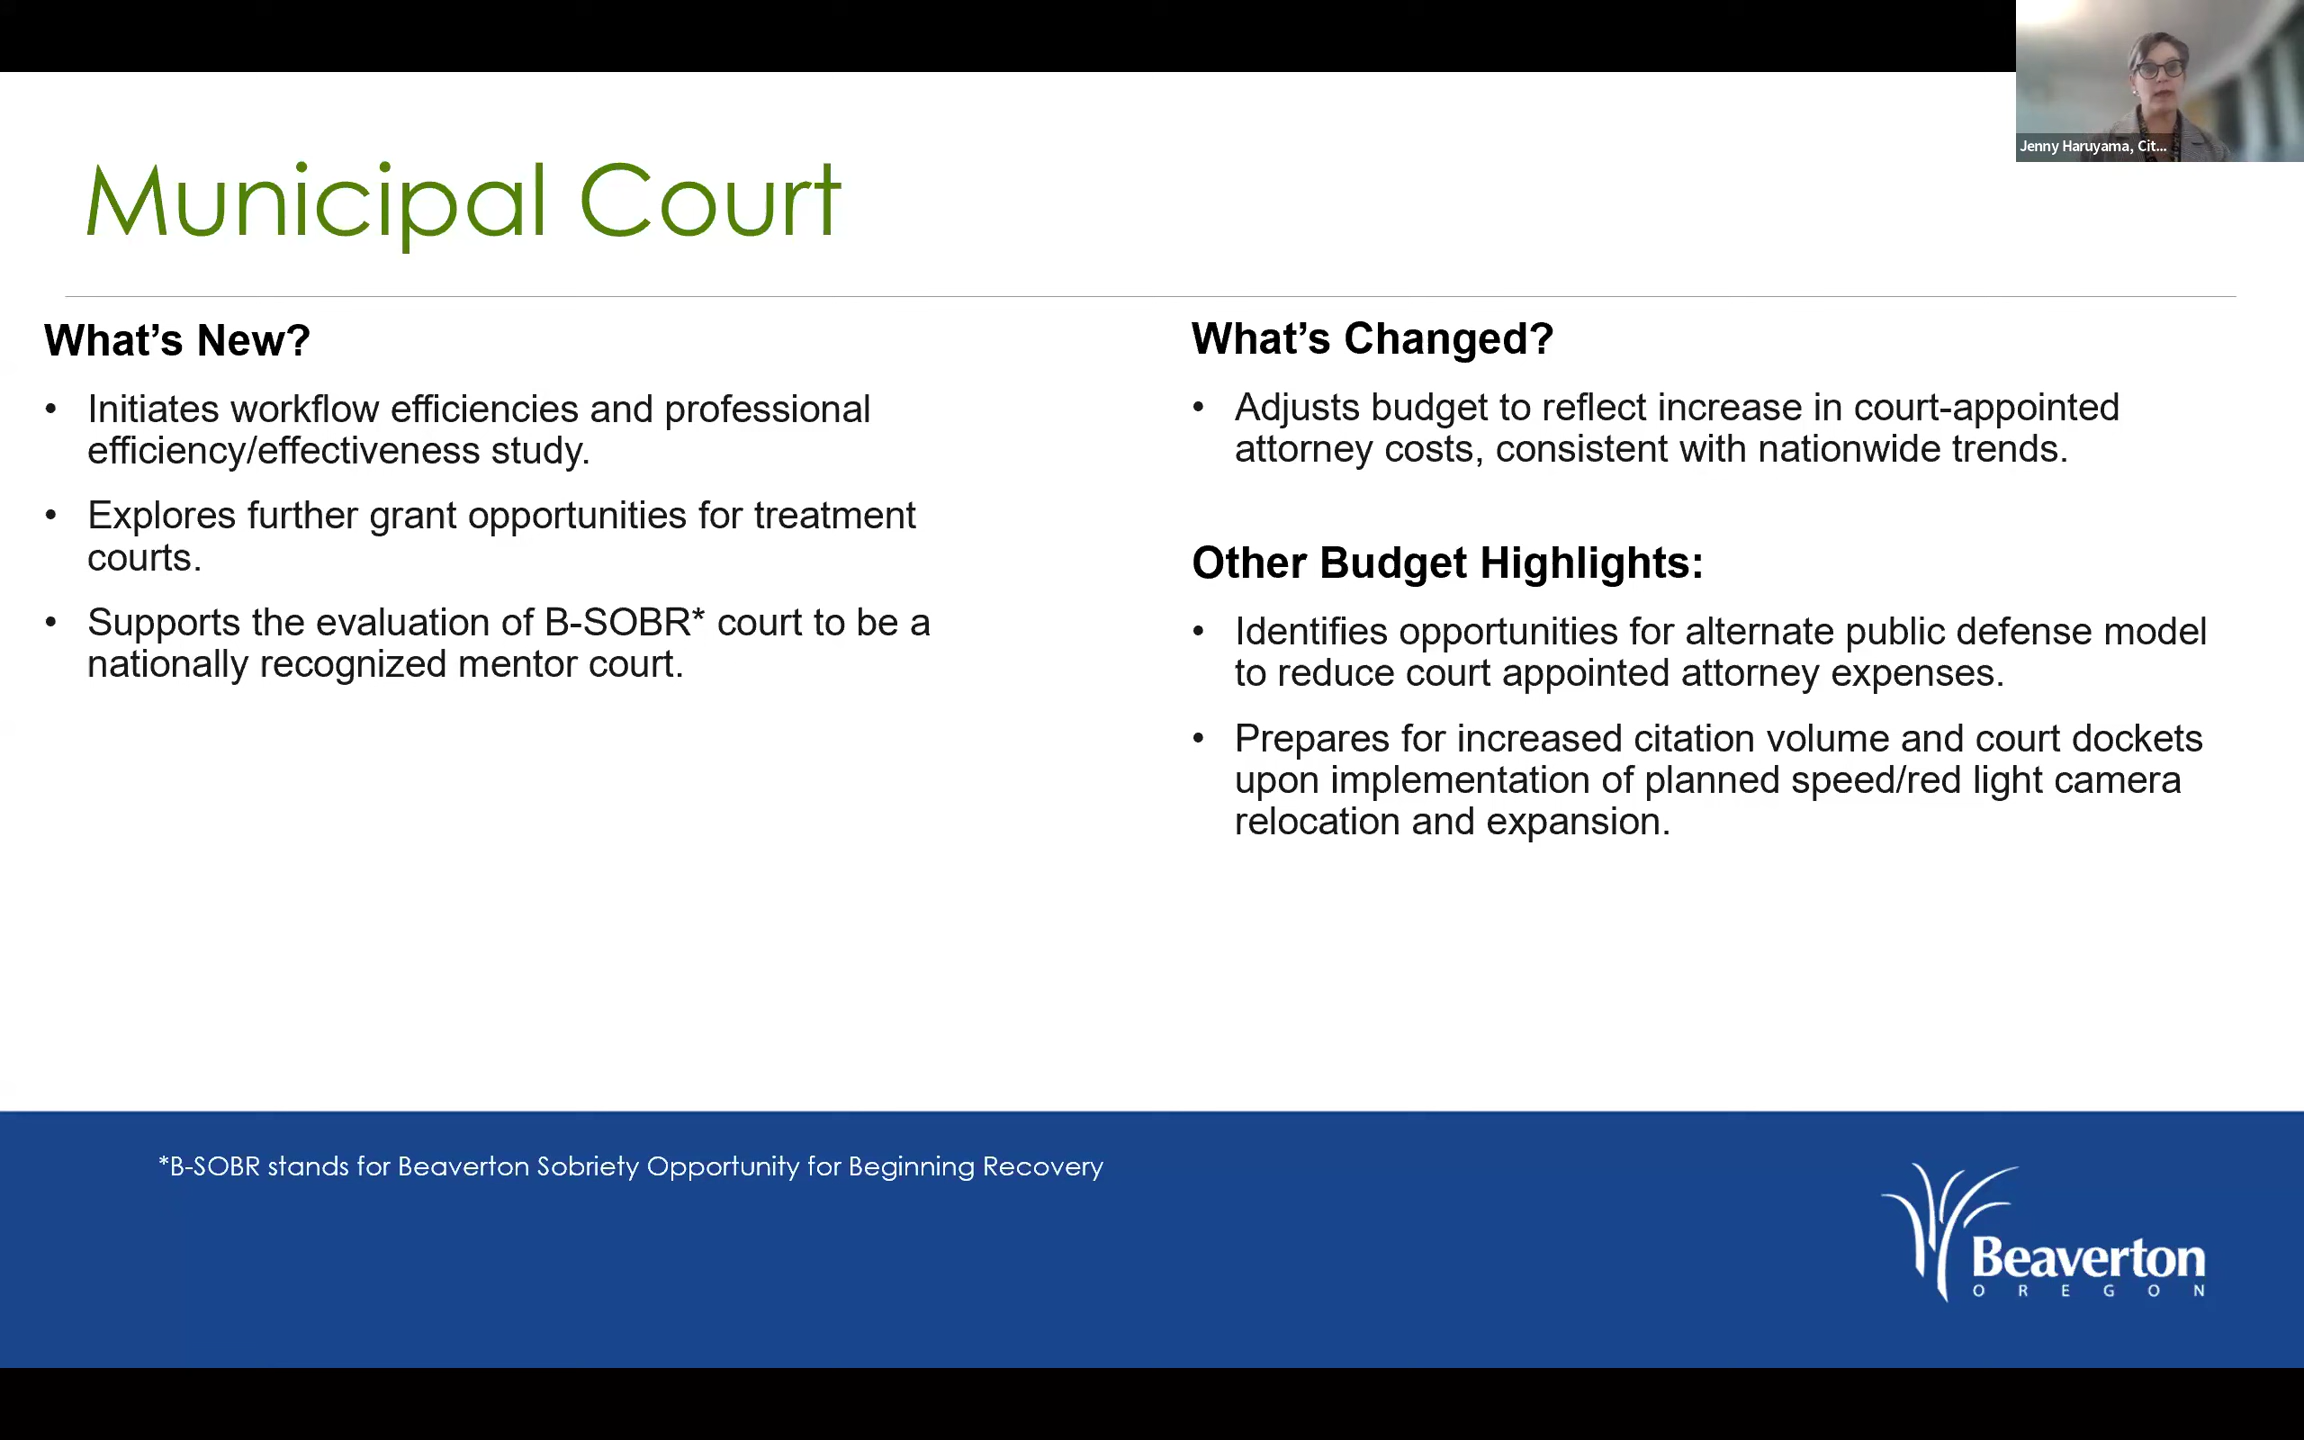 Jenny Haruyama, Cit...
Municipal Court
What's New?
• Initiates workflow efficiencies and professional
efficiency/effectiveness study.
• Explores further grant opportunities for treatment
courts.
• Supports the evaluation of B-SOBR* court to be a
nationally recognized mentor court.
What's Changed?
• Adjusts budget to reflect increase in court-appointed
attorney costs, consistent with nationwide trends.
Other Budget Highlights:
• Identifies opportunities for alternate public defense model
to reduce court appointed attorney expenses.
• Prepares for increased citation volume and court dockets
upon implementation of planned speed/red light camera
relocation and expansion.
*B-SOBR stands for Beaverton Sobriety Opportunity for Beginning Recovery
Beaverton
OREGON